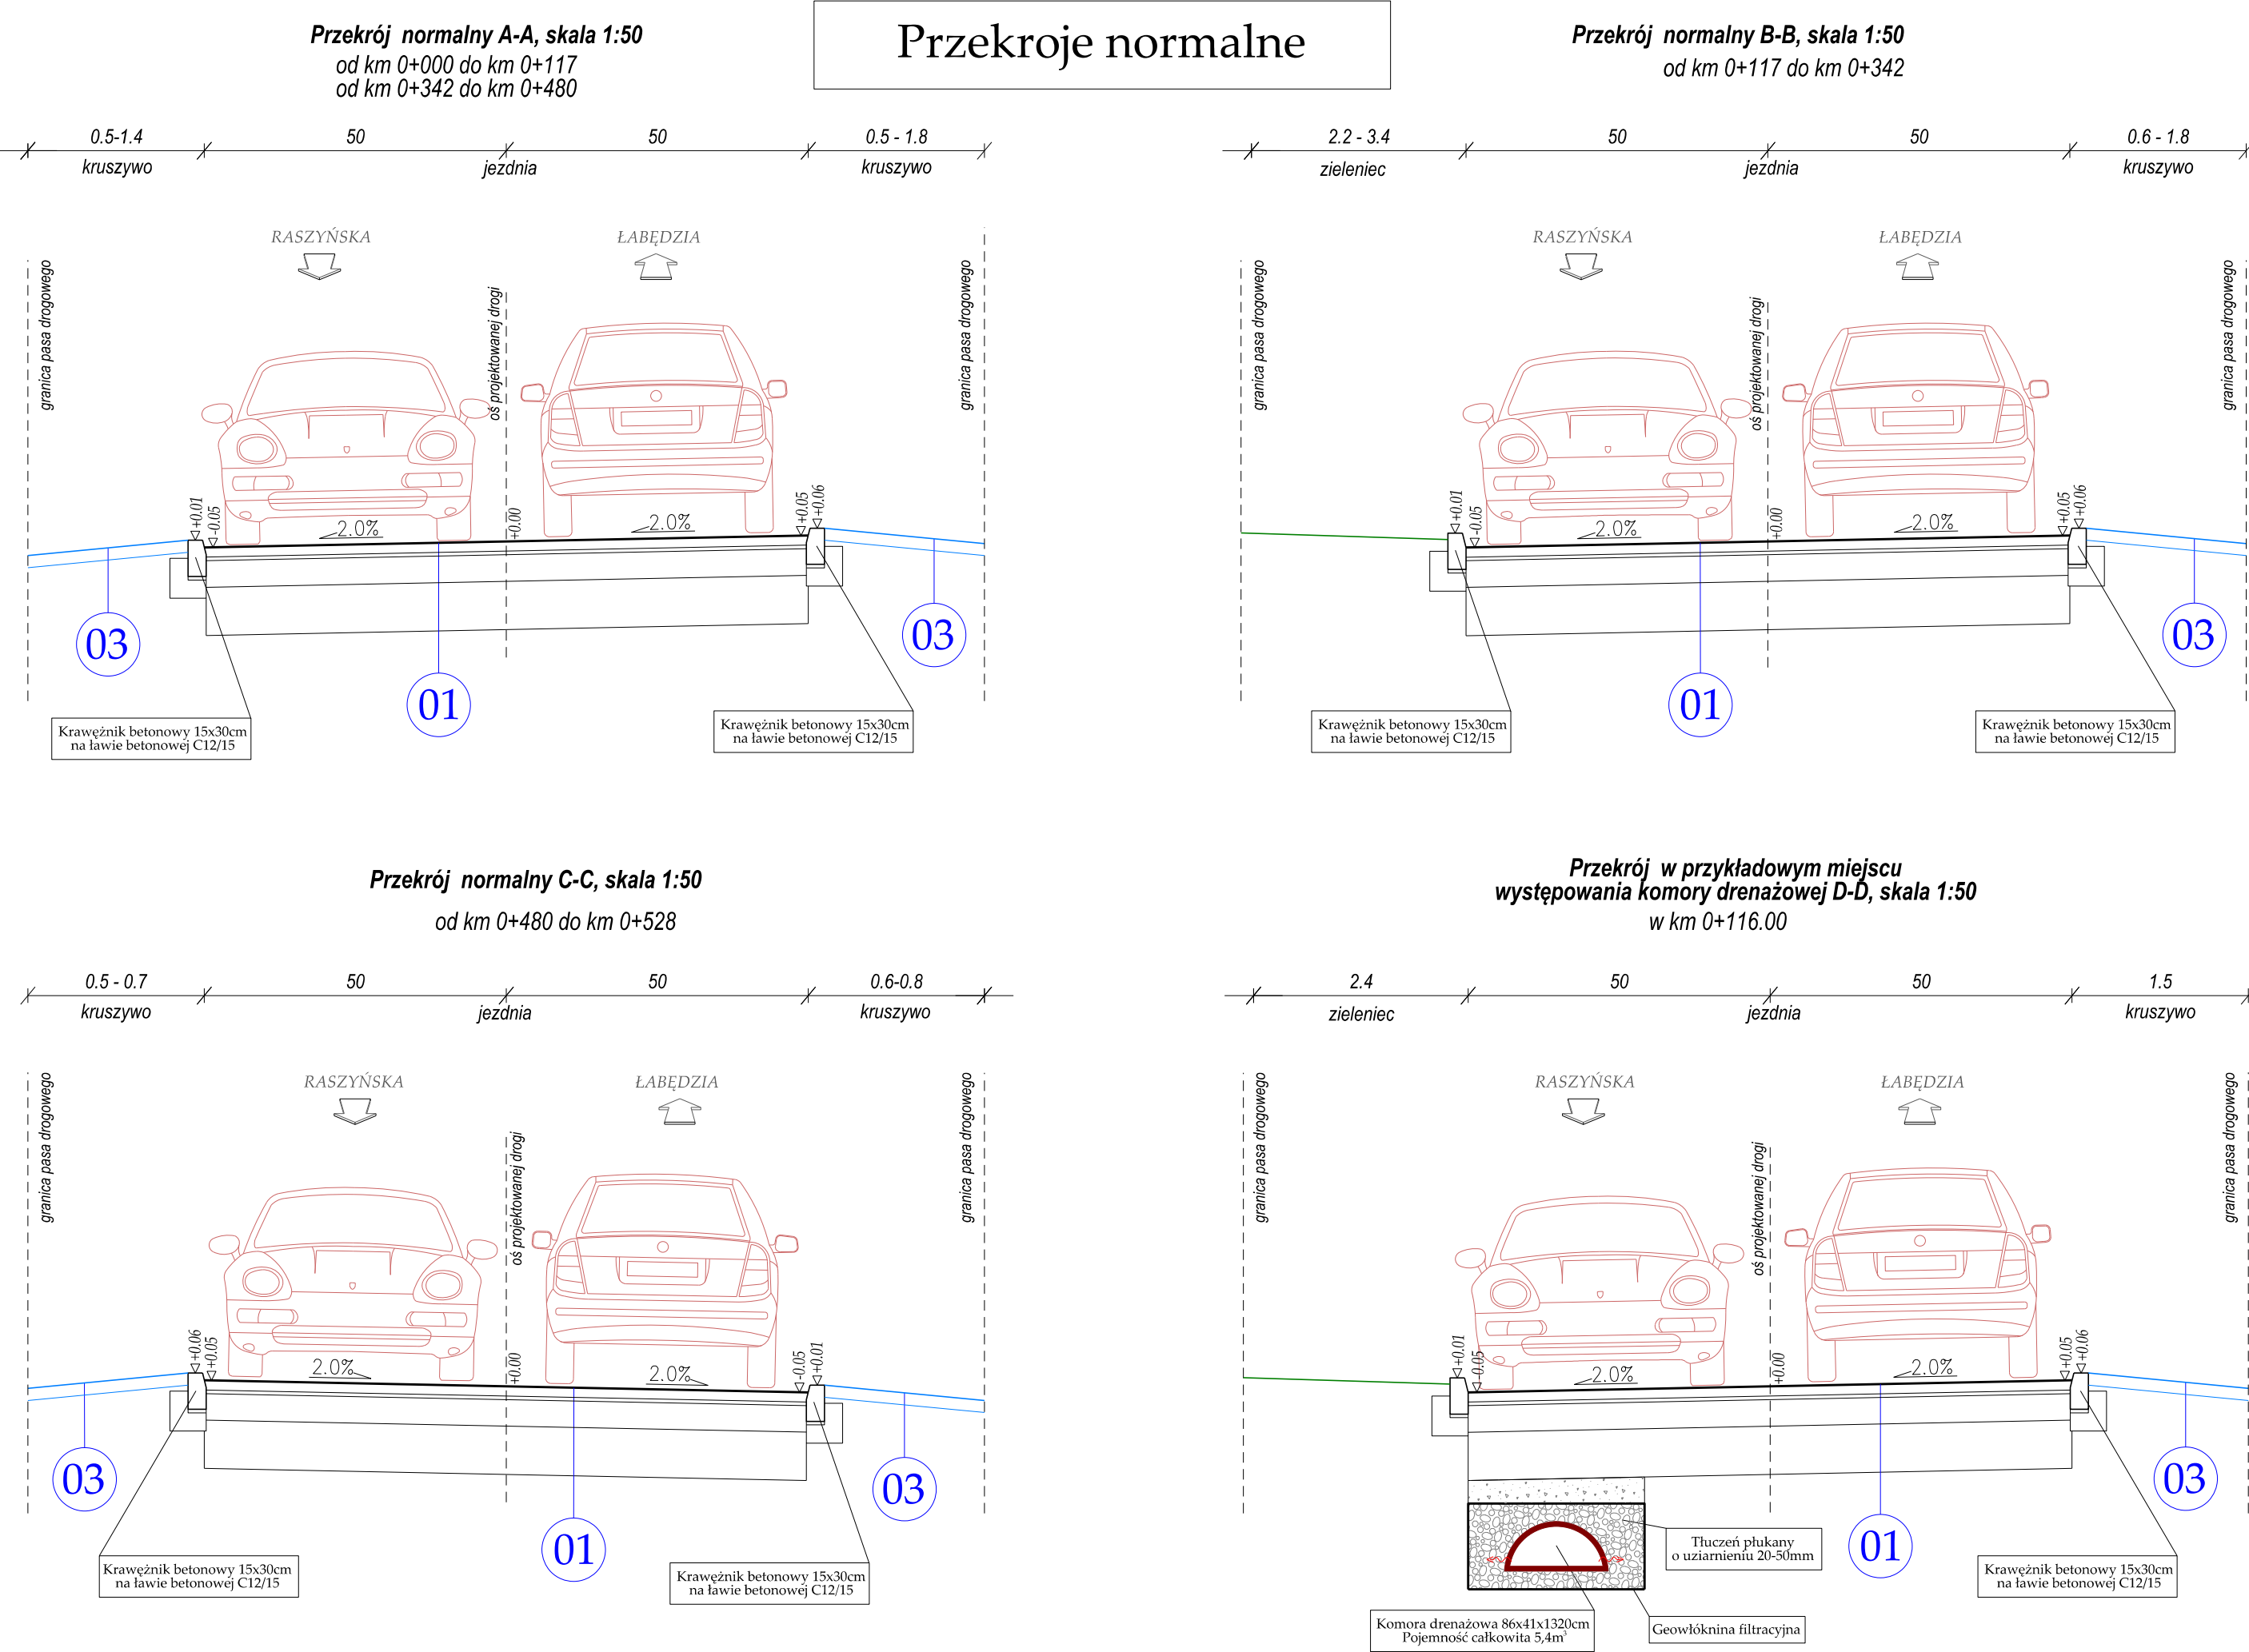 Przekroje normalne
Przekrój normalny A-A, skala 1:50
od km 0+000 do km 0+117
od km 0+342 do km 0+480
0.5-1.4
50
50
0.5 - 1.8
kruszywo
jezdnia
kruszywo
RASZYŃSKA
ŁABĘDZIA
granica pasa drogowego
oś projektowanej drogi
granica pasa drogowego
+0.01
-0.05
2.0%
+0.00
2.0%
+0.05
+0.06
03
01
03
Krawężnik betonowy 15x30cm
na ławie betonowej C12/15
Krawężnik betonowy 15x30cm
na ławie betonowej C12/15
Przekrój normalny B-B, skala 1:50
od km 0+117 do km 0+342
2.2 - 3.4
50
50
0.6 - 1.8
zieleniec
jezdnia
kruszywo
RASZYŃSKA
ŁABĘDZIA
granica pasa drogowego
oś projektowanej drogi
granica pasa drogowego
+0.01
-0.05
2.0%
+0.00
2.0%
+0.05
+0.06
01
03
Krawężnik betonowy 15x30cm
na ławie betonowej C12/15
Krawężnik betonowy 15x30cm
na ławie betonowej C12/15
Przekrój normalny C-C, skala 1:50
od km 0+480 do km 0+528
0.5 - 0.7
50
50
0.6-0.8
kruszywo
jezdnia
kruszywo
RASZYŃSKA
ŁABĘDZIA
granica pasa drogowego
oś projektowanej drogi
granica pasa drogowego
+0.06
+0.05
2.0%
+0.00
2.0%
-0.05
+0.01
03
01
03
Krawężnik betonowy 15x30cm
na ławie betonowej C12/15
Krawężnik betonowy 15x30cm
na ławie betonowej C12/15
Przekrój w przykładowym miejscu
występowania komory drenażowej D-D, skala 1:50
w km 0+116.00
2.4
50
50
1.5
zieleniec
jezdnia
kruszywo
RASZYŃSKA
ŁABĘDZIA
granica pasa drogowego
oś projektowanej drogi
granica pasa drogowego
+0.01
-0.05
2.0%
+0.00
2.0%
+0.05
+0.06
03
01
Tłuczeń płukany
o uziarnieniu 20-50mm
Krawężnik betonowy 15x30cm
na ławie betonowej C12/15
Komora drenażowa 86x41x1320cm
Pojemność całkowita 5,4m³
Geowłóknina filtracyjna